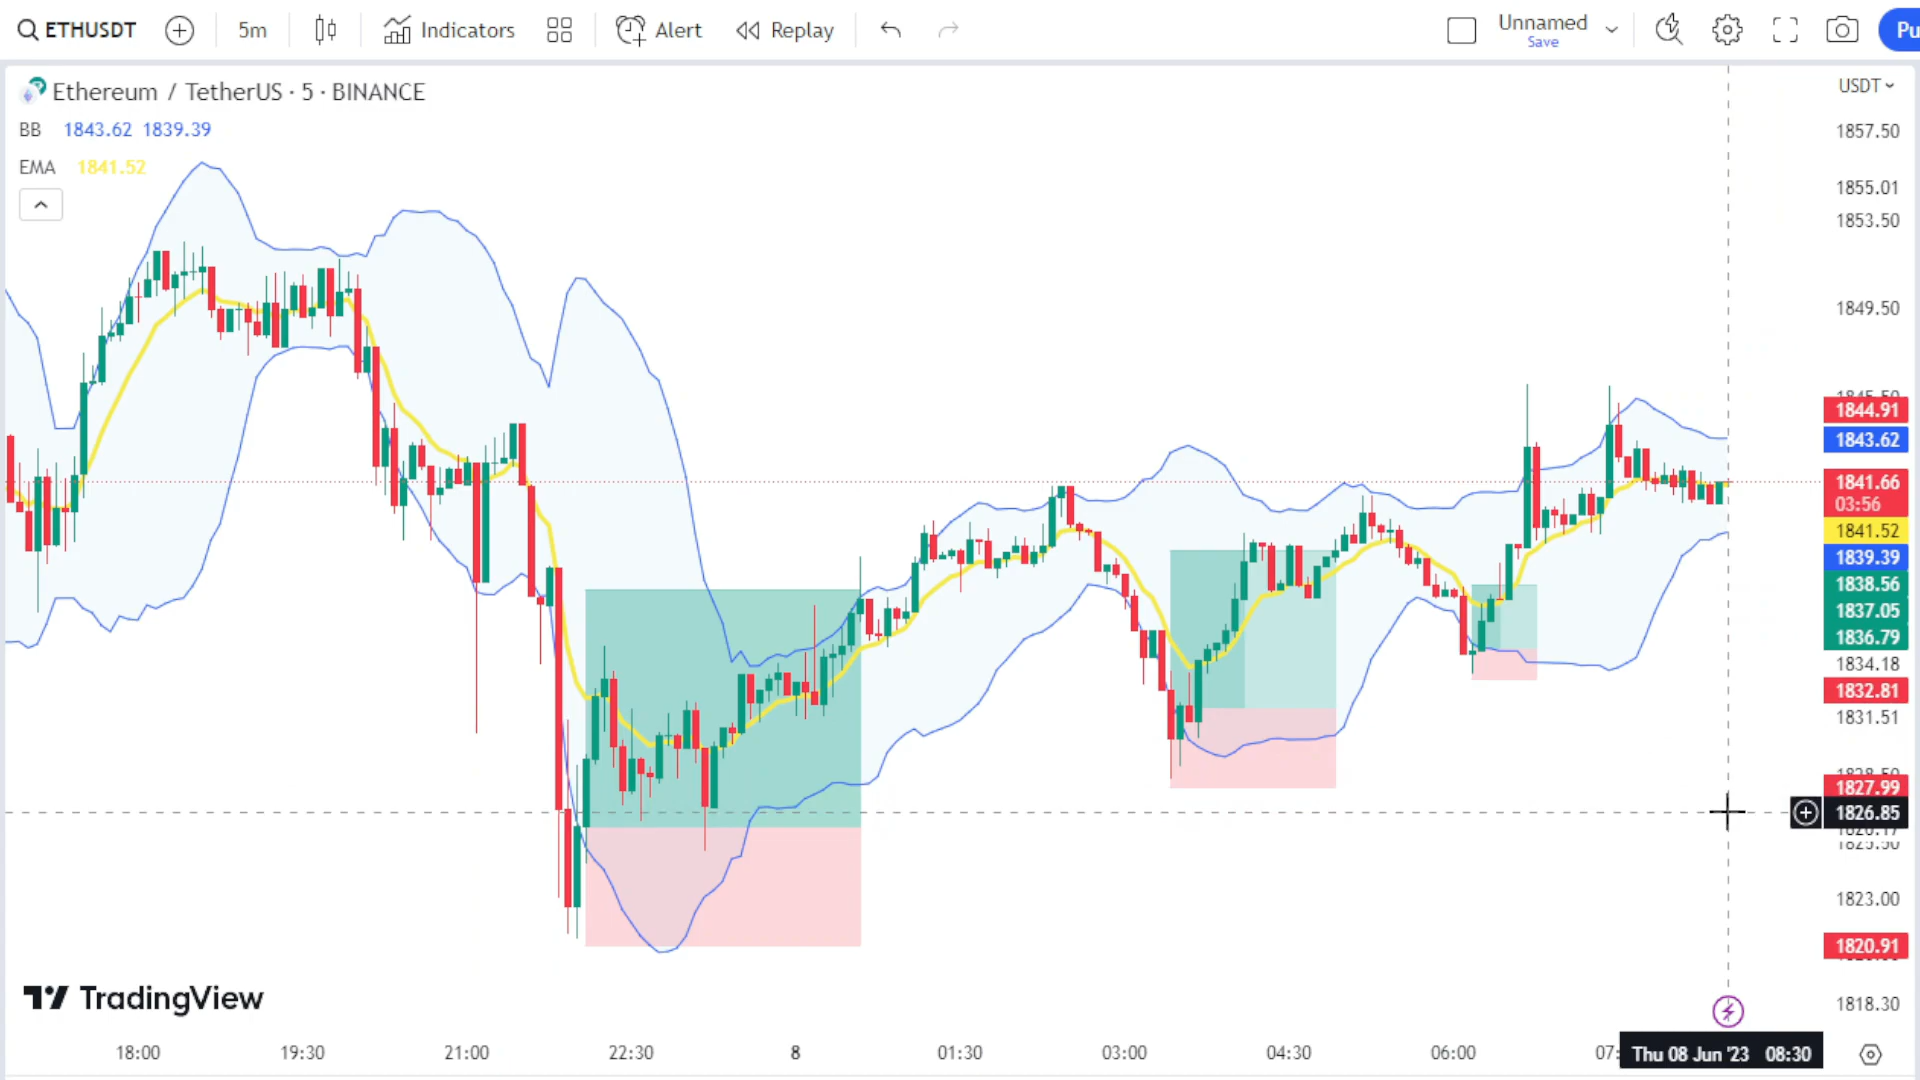 ETHUSDT 5m Indicators Alert Replay Unnamed Pu
Save
Ethereum / TetherUS · 5 · BINANCE
BB 1843.62 1839.39
EMA 1841.52
USDT
1857.50
1855.01
1853.50
1849.50
1844.91
1843.62
1841.66
03:56
1841.52
1839.39
1838.56
1837.05
1836.79
1834.18
1832.81
1831.51
1827.99
1826.85
1823.00
1820.91
1818.30
TradingView
18:00 19:30 21:00 22:30 8 01:30 03:00 04:30 06:00 07: Thu 08 Jun '23 08:30